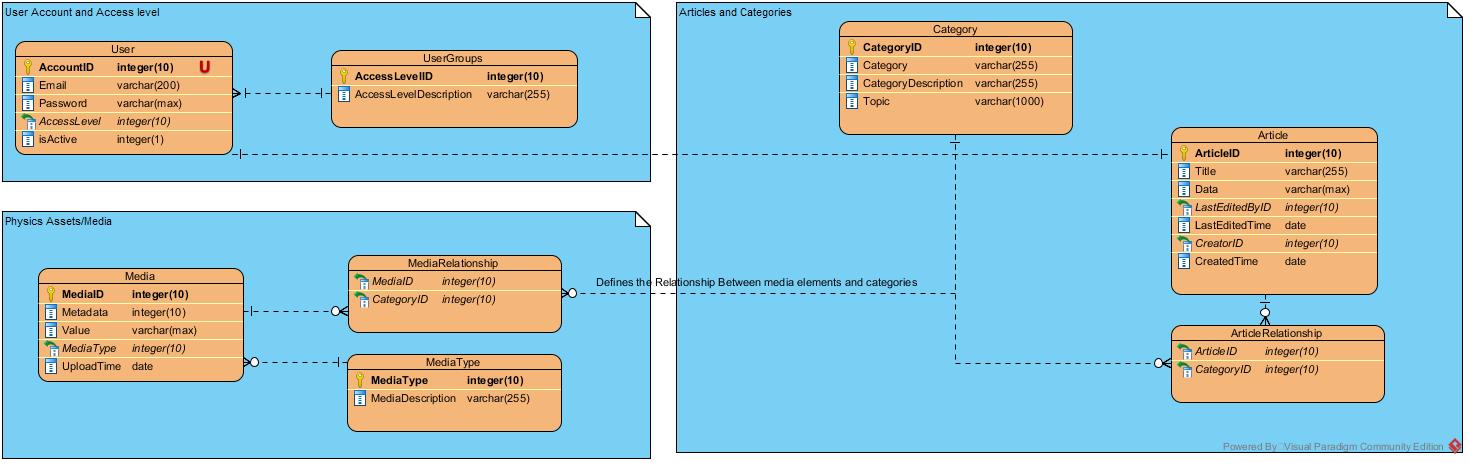 User Account and Access level
User
AccountID integer(10) U
Email varchar(200)
Password varchar(max)
AccessLevel integer(10)
isActive integer(1)
UserGroups
AccessLevelID integer(10)
AccessLevelDescription varchar(255)
Articles and Categories
Category
CategoryID integer(10)
Category varchar(255)
CategoryDescription varchar(255)
Topic varchar(1000)
Article
ArticleID integer(10)
Title varchar(255)
Data varchar(max)
LastEditedByID integer(10)
LastEditedTime date
CreatorID integer(10)
CreatedTime date
Physics Assets/Media
Media
MediaID integer(10)
Metadata integer(10)
Value varchar(max)
MediaType integer(10)
UploadTime date
MediaRelationship
MediaID integer(10)
CategoryID integer(10)
Defines the Relationship Between media elements and categories
MediaType
MediaType integer(10)
MediaDescription varchar(255)
ArticleRelationship
ArticleID integer(10)
CategoryID integer(10)
Powered By Visual Paradigm Community Edition